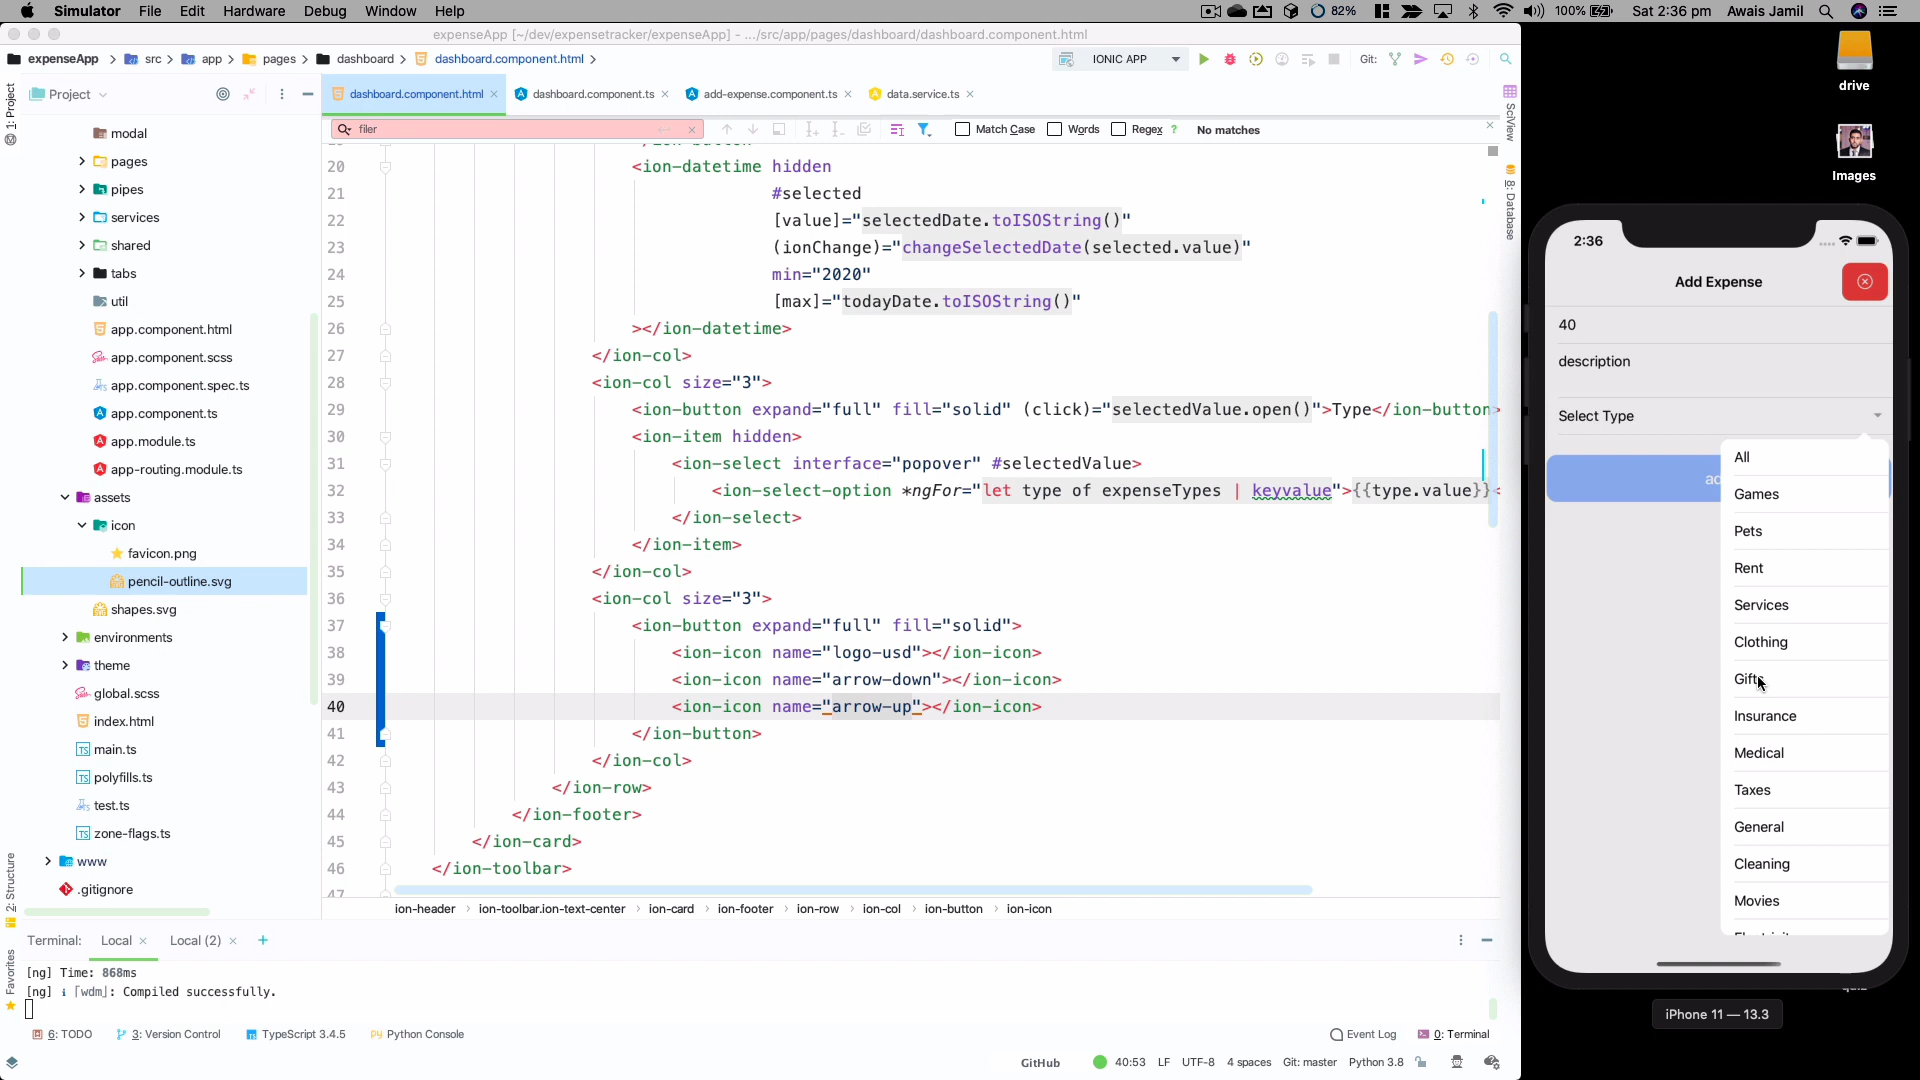 Simulator File Edit Hardware Debug Window Help 82% 100% Sat 2:36 pm Awais Jamil
expenseApp [~/dev/expensetracker/expenseApp] - .../src/app/pages/dashboard/dashboard.component.html
expenseApp src app pages dashboard dashboard.component.html IONIC APP Git:
1: Project
Project
dashboard.component.html dashboard.component.ts add-expense.component.ts data.service.ts
filer Match Case Words Regex ? No matches
modal
pages
pipes
services
shared
tabs
util
app.component.html
app.component.scss
app.component.spec.ts
app.component.ts
app.module.ts
app-routing.module.ts
assets
icon
favicon.png
pencil-outline.svg
shapes.svg
environments
theme
global.scss
index.html
main.ts
polyfills.ts
test.ts
zone-flags.ts
www
.gitignore
20 <ion-datetime hidden
21 #selected
22 [value]="selectedDate.toISOString()"
23 (ionChange)="changeSelectedDate(selected.value)"
24 min="2020"
25 [max]="todayDate.toISOString()"
26 ></ion-datetime>
27 </ion-col>
28 <ion-col size="3">
29 <ion-button expand="full" fill="solid" (click)="selectedValue.open()">Type</ion-button>
30 <ion-item hidden>
31 <ion-select interface="popover" #selectedValue>
32 <ion-select-option *ngFor="let type of expenseTypes | keyvalue">{{type.value}}<
33 </ion-select>
34 </ion-item>
35 </ion-col>
36 <ion-col size="3">
37 <ion-button expand="full" fill="solid">
38 <ion-icon name="logo-usd"></ion-icon>
39 <ion-icon name="arrow-down"></ion-icon>
40 <ion-icon name="arrow-up"></ion-icon>
41 </ion-button>
42 </ion-col>
43 </ion-row>
44 </ion-footer>
45 </ion-card>
46 </ion-toolbar>
47
ion-header ion-toolbar.ion-text-center ion-card ion-footer ion-row ion-col ion-button ion-icon
SciView
8: Database
2: Structure
Favorites
Terminal: Local Local (2) +
[ng] Time: 868ms
[ng] ℹ ｢wdm｣: Compiled successfully.
6: TODO 3: Version Control TypeScript 3.4.5 Python Console Event Log 0: Terminal
GitHub 40:53 LF UTF-8 4 spaces Git: master Python 3.8
drive
Images
2:36
Add Expense
40
description
Select Type
All
Games
Pets
Rent
Services
Clothing
Gifts
Insurance
Medical
Taxes
General
Cleaning
Movies
iPhone 11 — 13.3